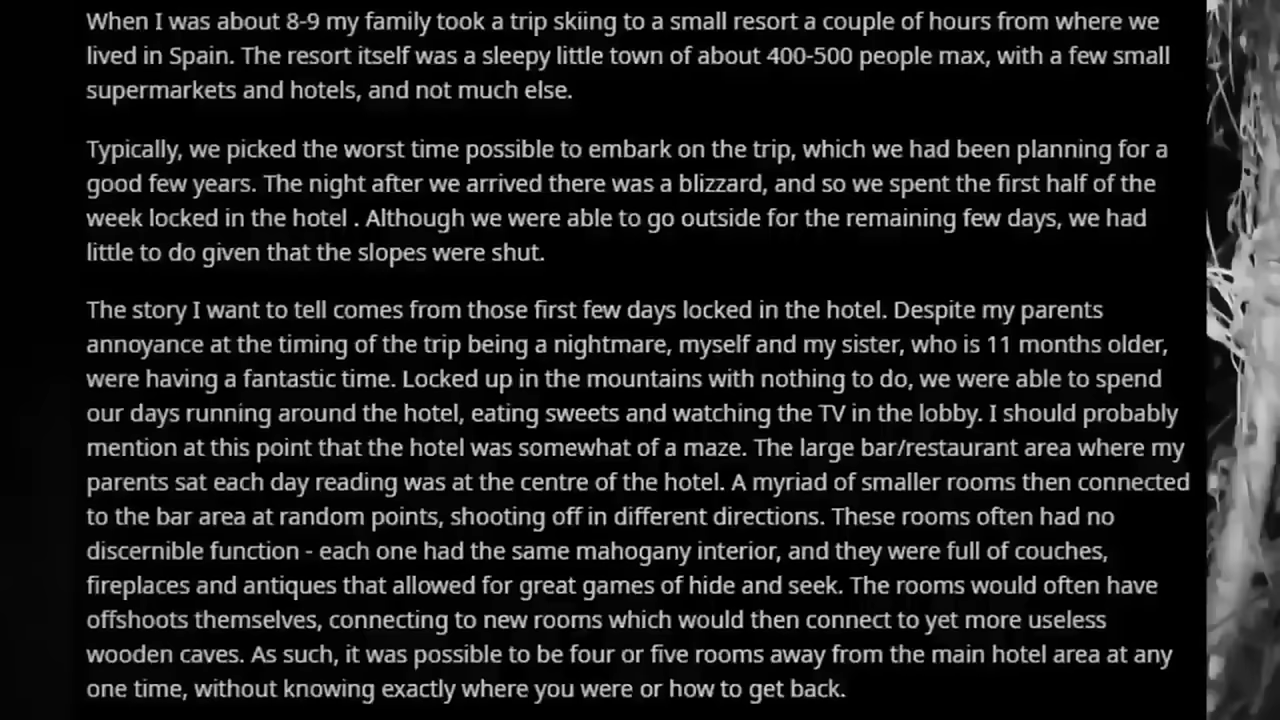 When I was about 8-9 my family took a trip skiing to a small resort a couple of hours from where we
lived in Spain. The resort itself was a sleepy little town of about 400-500 people max, with a few small
supermarkets and hotels, and not much else.
Typically, we picked the worst time possible to embark on the trip, which we had been planning for a
good few years. The night after we arrived there was a blizzard, and so we spent the first half of the
week locked in the hotel . Although we were able to go outside for the remaining few days, we had
little to do given that the slopes were shut.
The story I want to tell comes from those first few days locked in the hotel. Despite my parents
annoyance at the timing of the trip being a nightmare, myself and my sister, who is 11 months older,
were having a fantastic time. Locked up in the mountains with nothing to do, we were able to spend
our days running around the hotel, eating sweets and watching the TV in the lobby. I should probably
mention at this point that the hotel was somewhat of a maze. The large bar/restaurant area where my
parents sat each day reading was at the centre of the hotel. A myriad of smaller rooms then connected
to the bar area at random points, shooting off in different directions. These rooms often had no
discernible function - each one had the same mahogany interior, and they were full of couches,
fireplaces and antiques that allowed for great games of hide and seek. The rooms would often have
offshoots themselves, connecting to new rooms which would then connect to yet more useless
wooden caves. As such, it was possible to be four or five rooms away from the main hotel area at any
one time, without knowing exactly where you were or how to get back.